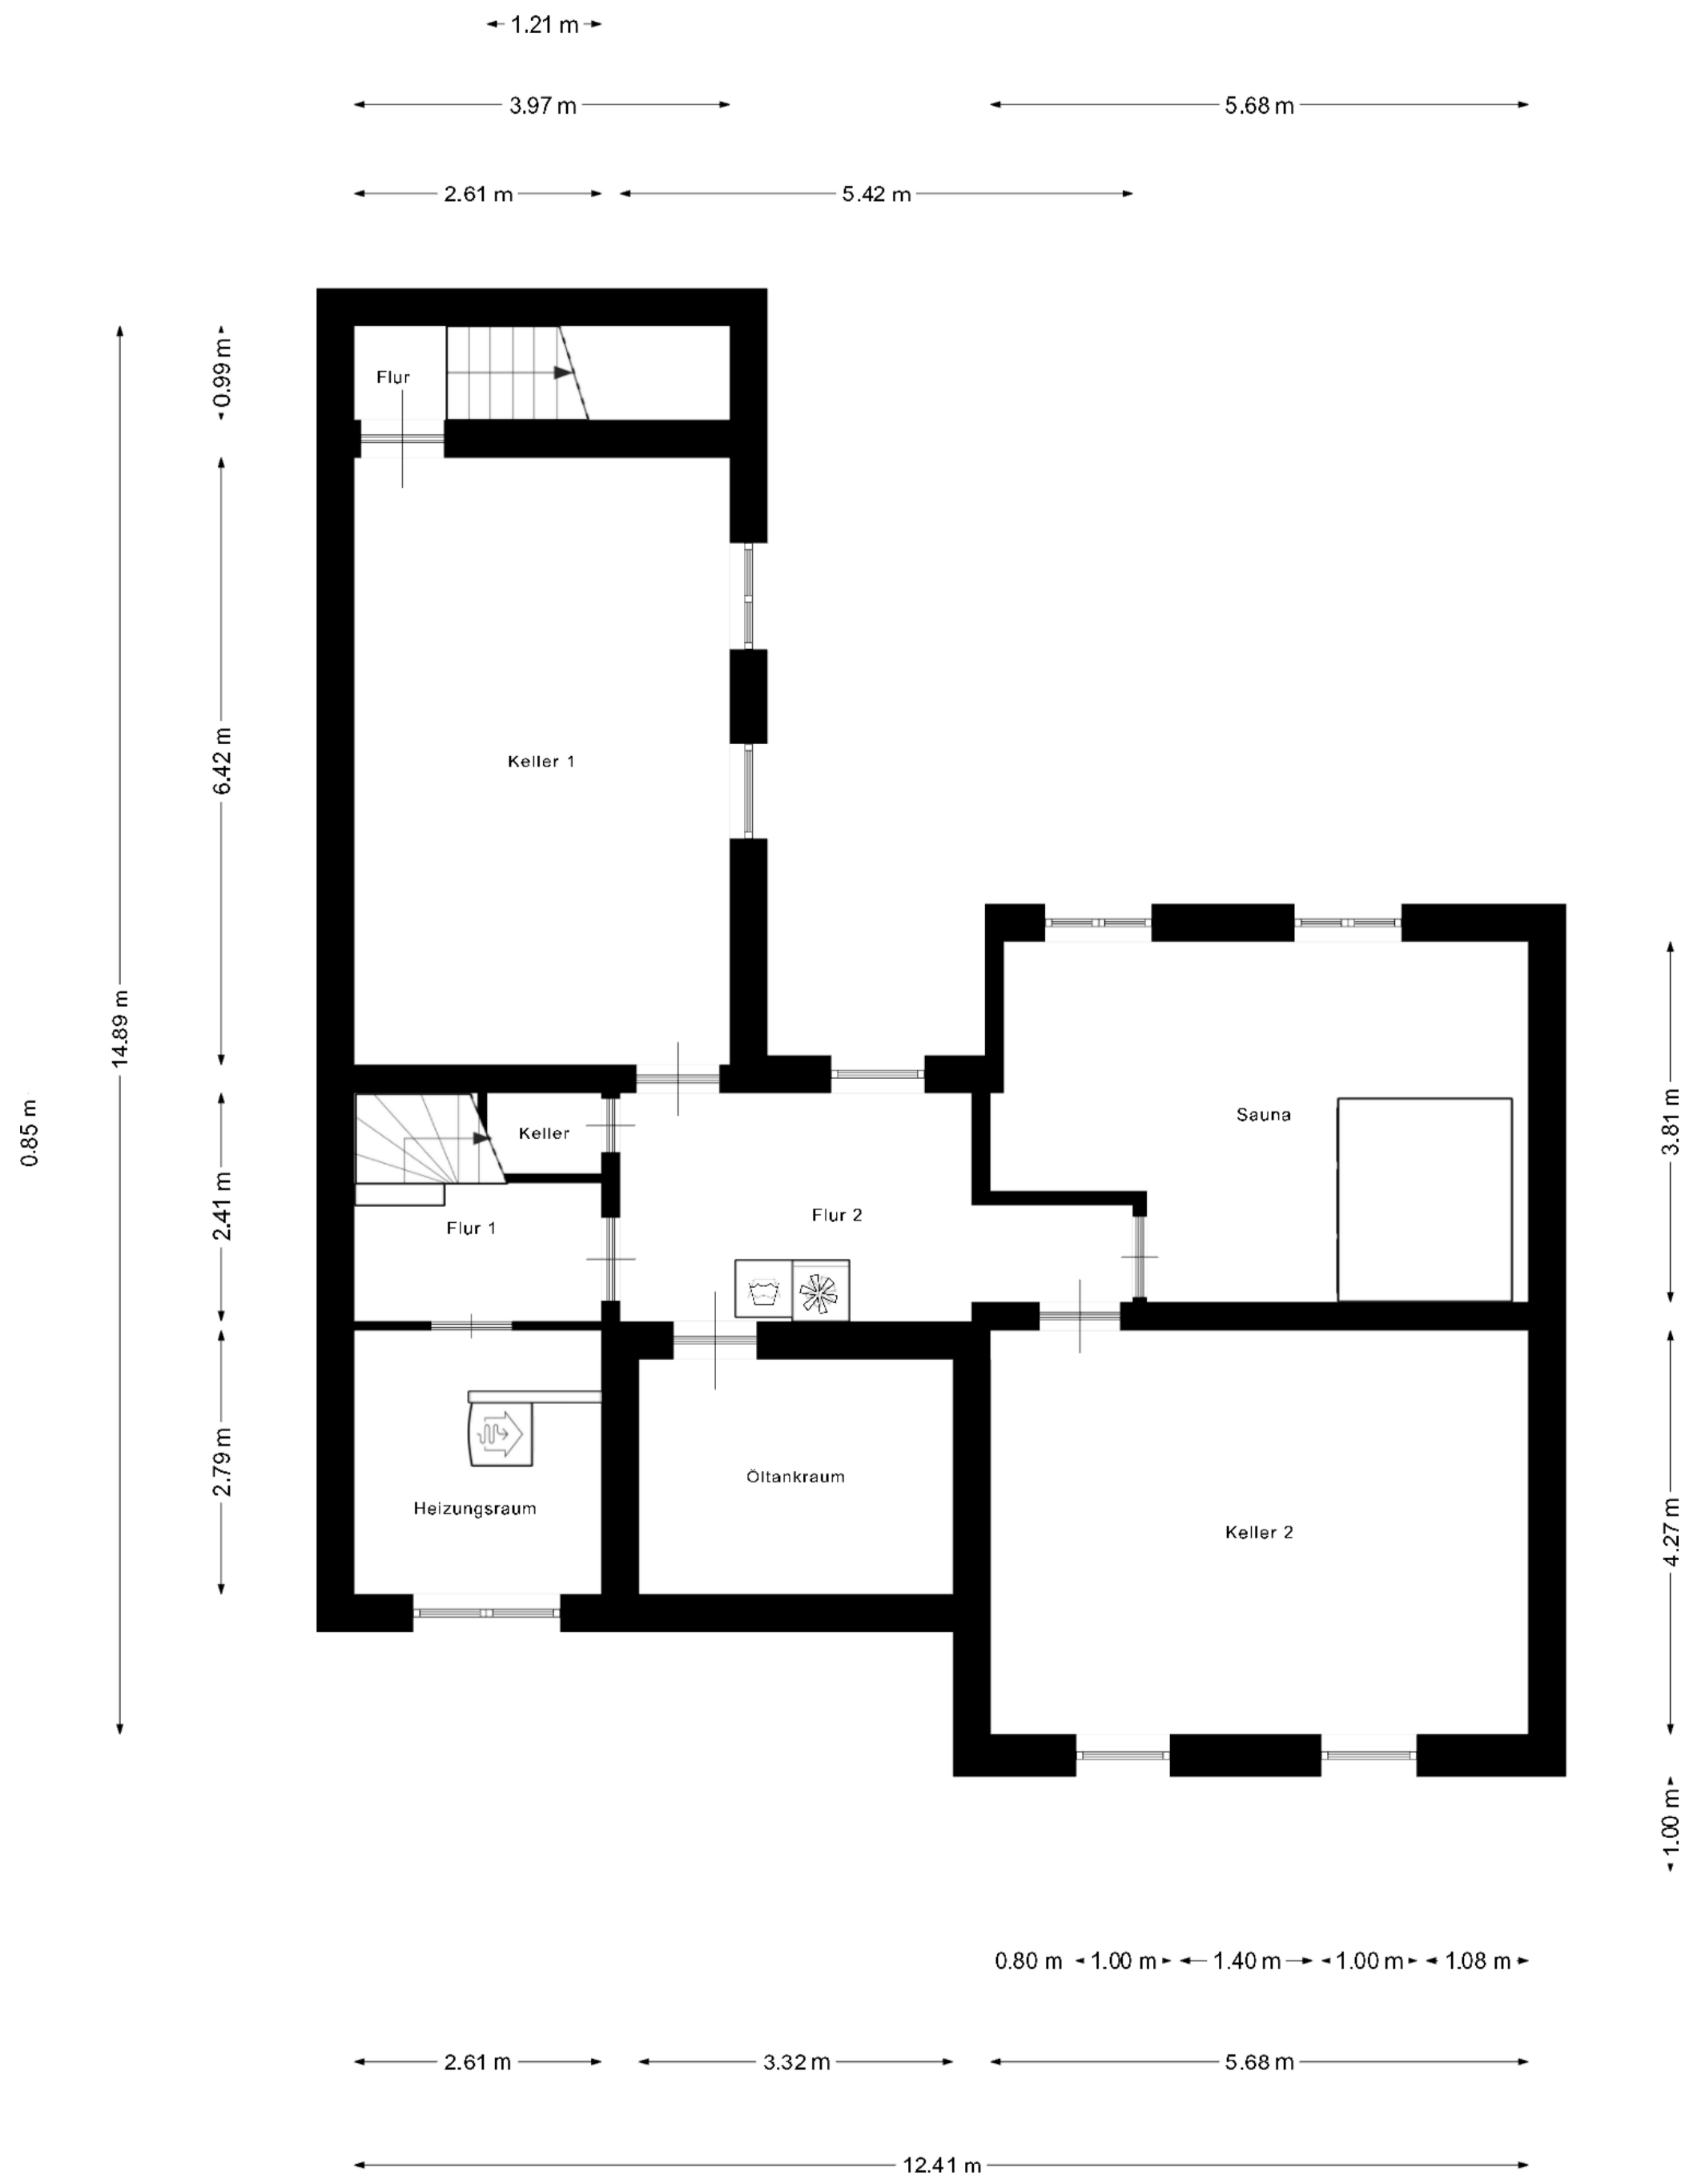 1.21 m
3.97 m
5.68 m
2.61 m
5.42 m
0.99 m
Flur
6.42 m
Keller 1
14.89 m
0.85 m
Sauna
3.81 m
Keller
2.41 m
Flur 1
Flur 2
2.79 m
Öltankraum
Heizungsraum
Keller 2
4.27 m
1.00 m
0.80 m 1.00 m 1.40 m 1.00 m 1.08 m
2.61 m
3.32 m
5.68 m
12.41 m